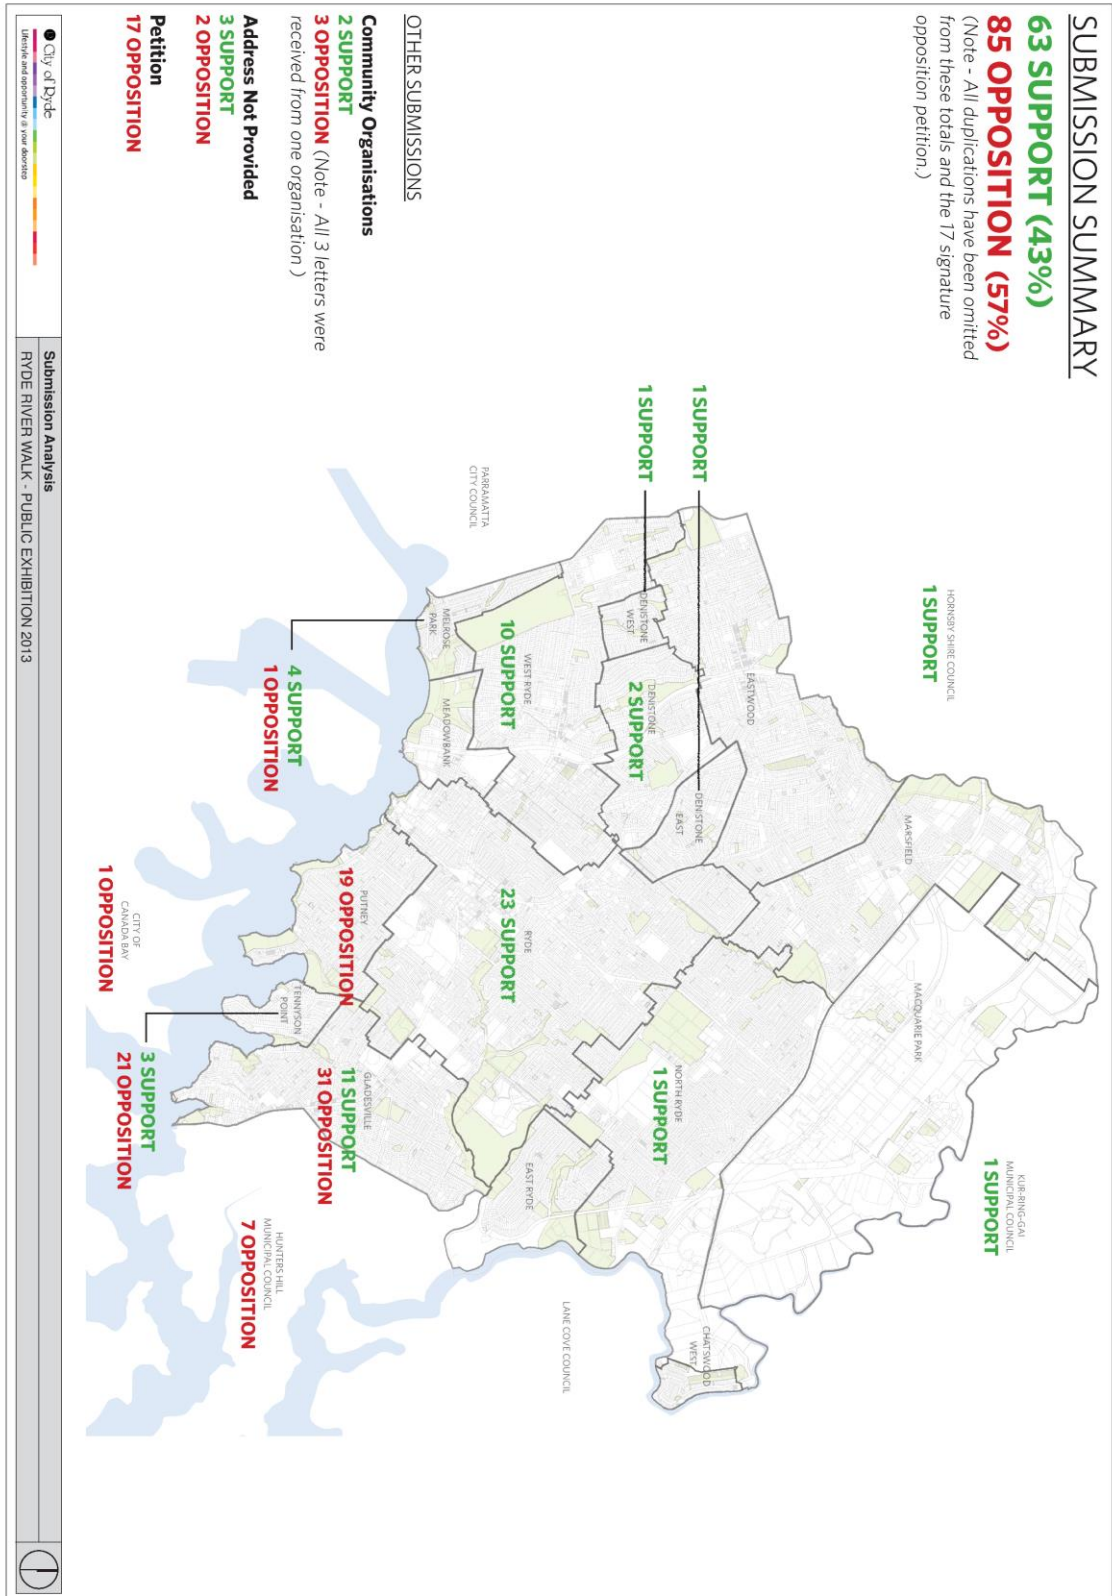 SUBMISSION SUMMARY
63 SUPPORT (43%)
85 OPPOSITION (57%)
(Note - All duplications have been omitted
from these totals and the 17 signature
opposition petition.)
HORNSBY SHIRE COUNCIL
1 SUPPORT
KUR-RING-GAI
MUNICIPAL COUNCIL
1 SUPPORT
1 SUPPORT
1 SUPPORT
EASTWOOD
MARSFIELD
MACQUARIE PARK
DENISTONE
WEST
DENISTONE
2 SUPPORT
DENISTONE
EAST
NORTH RYDE
1 SUPPORT
CHATSWOOD
WEST
PARRAMATTA
CITY COUNCIL
WEST RYDE
10 SUPPORT
RYDE
23 SUPPORT
EAST RYDE
LANE COVE COUNCIL
MELROSE
PARK
MEADOWBANK
4 SUPPORT
1 OPPOSITION
PUTNEY
19 OPPOSITION
GLADESVILLE
11 SUPPORT
31 OPPOSITION
TENNYSON
POINT
3 SUPPORT
21 OPPOSITION
HUNTERS HILL
MUNICIPAL COUNCIL
7 OPPOSITION
CITY OF
CANADA BAY
1 OPPOSITION
OTHER SUBMISSIONS
Community Organisations
2 SUPPORT
3 OPPOSITION (Note - All 3 letters were
received from one organisation )
Address Not Provided
3 SUPPORT
2 OPPOSITION
Petition
17 OPPOSITION
City of Ryde
Lifestyle and opportunity @ your doorstep
Submission Analysis
RYDE RIVER WALK - PUBLIC EXHIBITION 2013